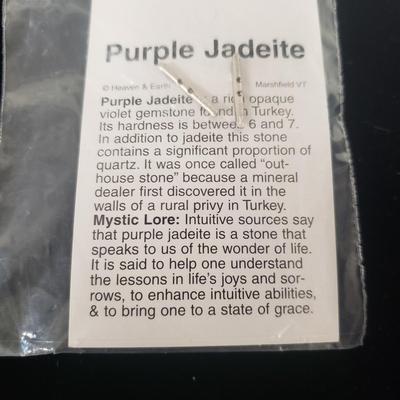 Purple Jadeite
© Heaven & Earth Marshfield VT
Purple Jadeite is a rich opaque
violet gemstone found in Turkey.
Its hardness is between 6 and 7.
In addition to jadeite this stone
contains a significant proportion of
quartz. It was once called “out-
house stone” because a mineral
dealer first discovered it in the
walls of a rural privy in Turkey.
Mystic Lore: Intuitive sources say
that purple jadeite is a stone that
speaks to us of the wonder of life.
It is said to help one understand
the lessons in life's joys and sor-
rows, to enhance intuitive abilities,
& to bring one to a state of grace.